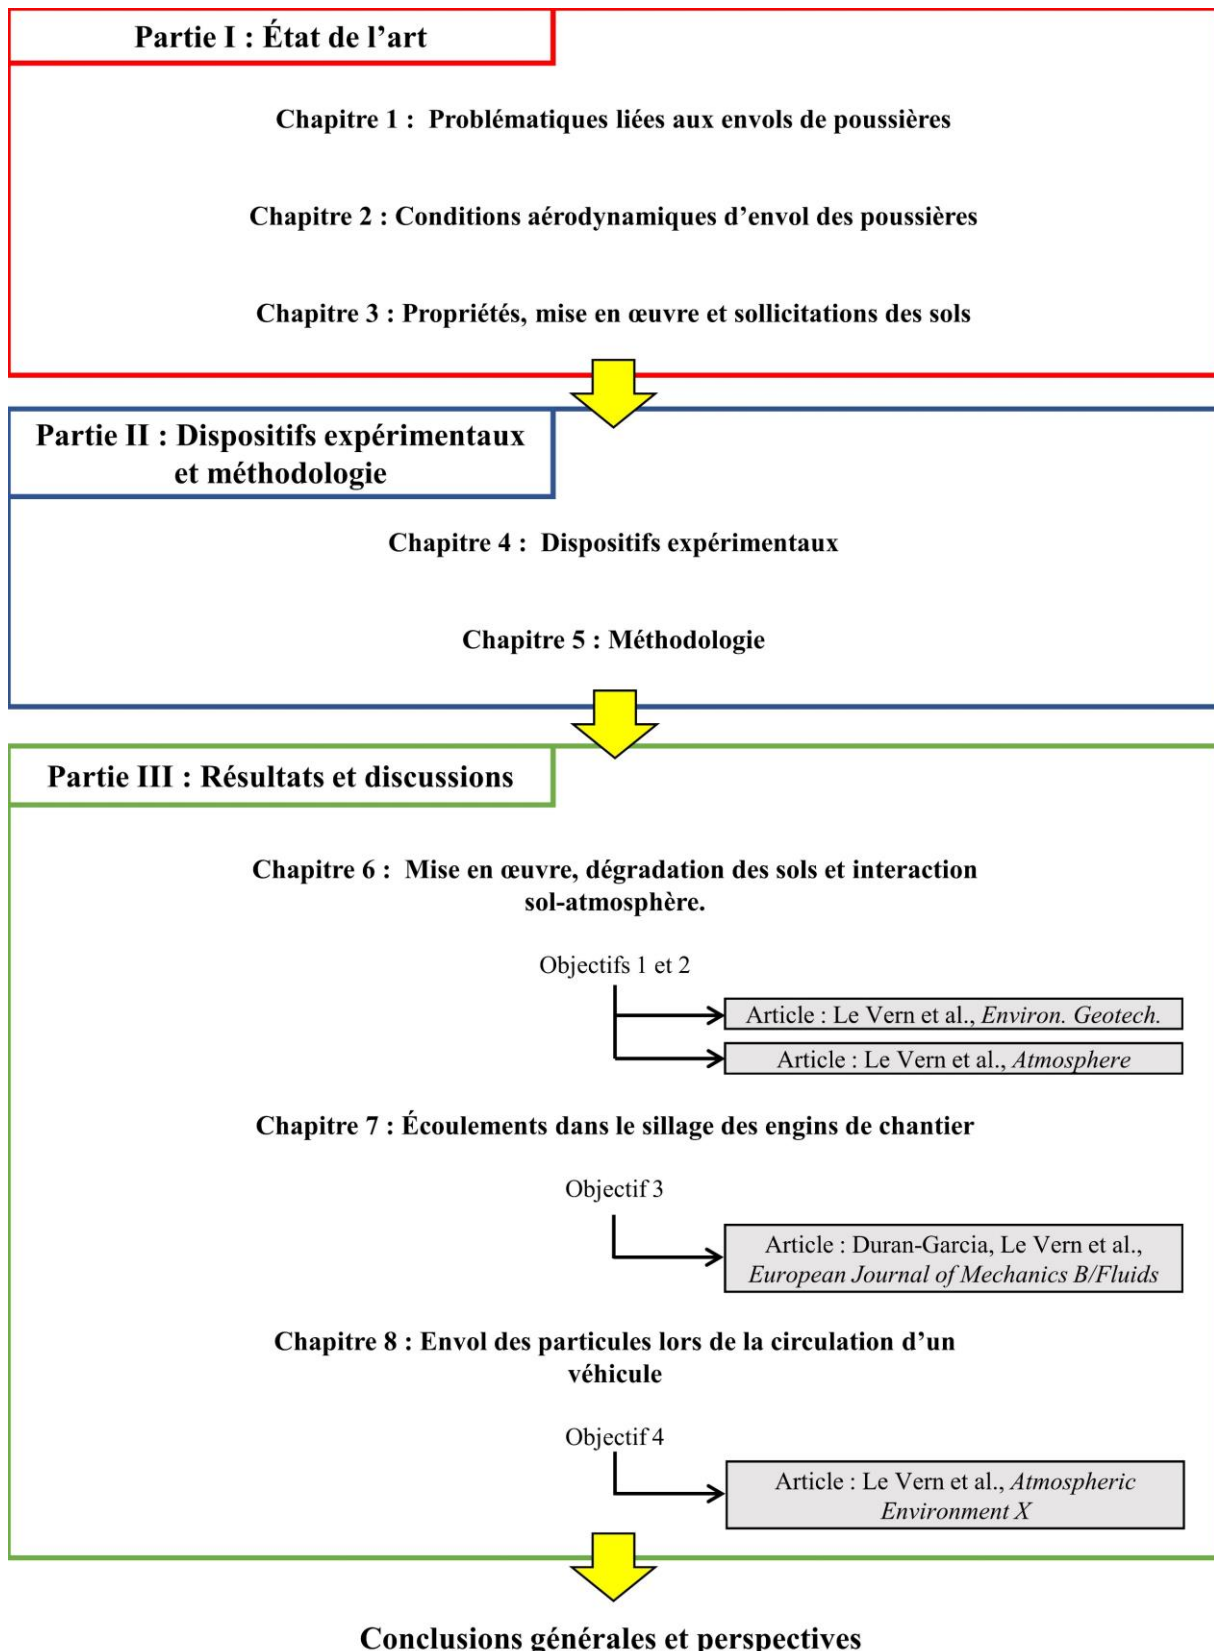 Partie I : État de l’art
Chapitre 1 : Problématiques liées aux envols de poussières
Chapitre 2 : Conditions aérodynamiques d’envol des poussières
Chapitre 3 : Propriétés, mise en œuvre et sollicitations des sols
Partie II : Dispositifs expérimentaux
et méthodologie
Chapitre 4 : Dispositifs expérimentaux
Chapitre 5 : Méthodologie
Partie III : Résultats et discussions
Chapitre 6 : Mise en œuvre, dégradation des sols et interaction
sol-atmosphère.
Objectifs 1 et 2
Article : Le Vern et al., Environ. Geotech.
Article : Le Vern et al., Atmosphere
Chapitre 7 : Écoulements dans le sillage des engins de chantier
Objectif 3
Article : Duran-Garcia, Le Vern et al.,
European Journal of Mechanics B/Fluids
Chapitre 8 : Envol des particules lors de la circulation d’un
véhicule
Objectif 4
Article : Le Vern et al., Atmospheric
Environment X
Conclusions générales et perspectives